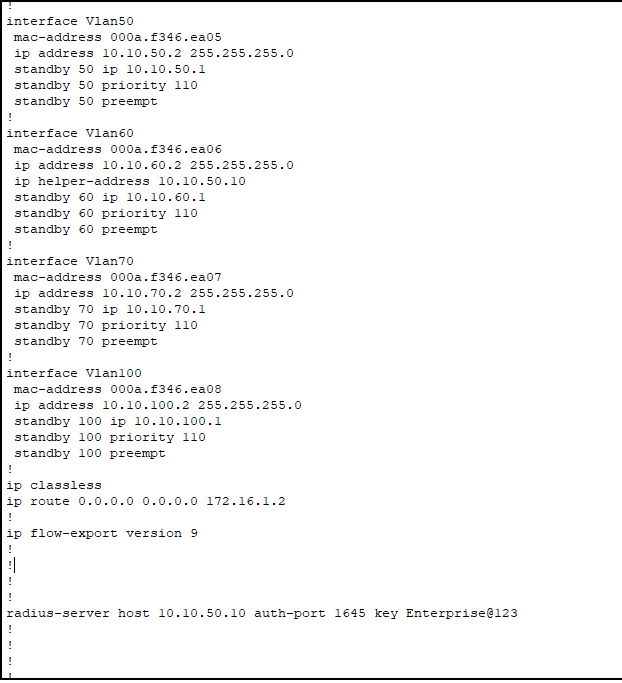 !
interface Vlan50
 mac-address 000a.f346.ea05
 ip address 10.10.50.2 255.255.255.0
 standby 50 ip 10.10.50.1
 standby 50 priority 110
 standby 50 preempt
!
interface Vlan60
 mac-address 000a.f346.ea06
 ip address 10.10.60.2 255.255.255.0
 ip helper-address 10.10.50.10
 standby 60 ip 10.10.60.1
 standby 60 priority 110
 standby 60 preempt
!
interface Vlan70
 mac-address 000a.f346.ea07
 ip address 10.10.70.2 255.255.255.0
 standby 70 ip 10.10.70.1
 standby 70 priority 110
 standby 70 preempt
!
interface Vlan100
 mac-address 000a.f346.ea08
 ip address 10.10.100.2 255.255.255.0
 standby 100 ip 10.10.100.1
 standby 100 priority 110
 standby 100 preempt
!
ip classless
ip route 0.0.0.0 0.0.0.0 172.16.1.2
!
ip flow-export version 9
!
!
!
!
radius-server host 10.10.50.10 auth-port 1645 key Enterprise@123
!
!
!
!